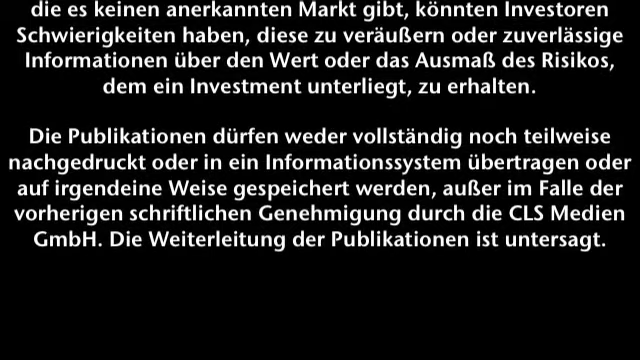 die es keinen anerkannten Markt gibt, könnten Investoren
Schwierigkeiten haben, diese zu veräußern oder zuverlässige
Informationen über den Wert oder das Ausmaß des Risikos,
dem ein Investment unterliegt, zu erhalten.
Die Publikationen dürfen weder vollständig noch teilweise
nachgedruckt oder in ein Informationssystem übertragen oder
auf irgendeine Weise gespeichert werden, außer im Falle der
vorherigen schriftlichen Genehmigung durch die CLS Medien
GmbH. Die Weiterleitung der Publikationen ist untersagt.